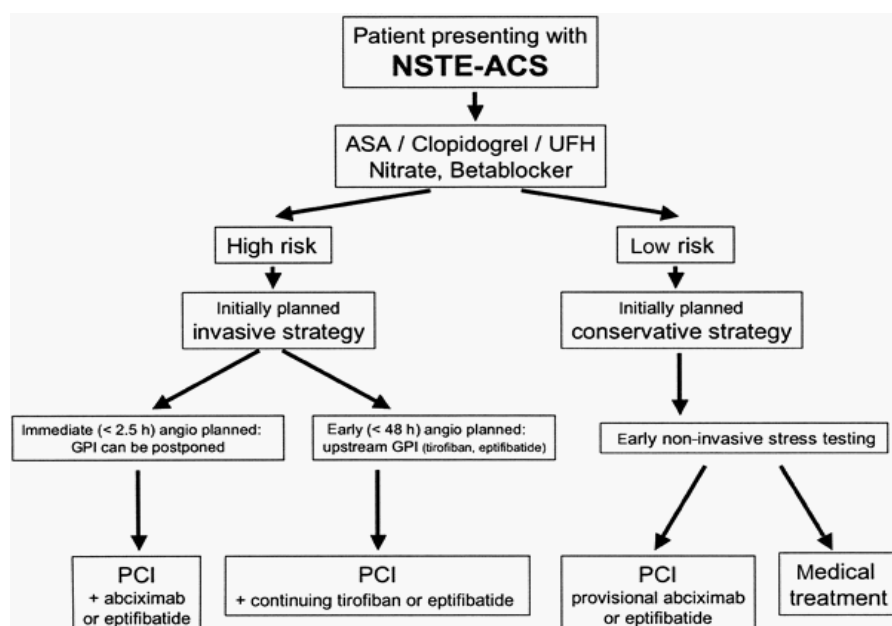 Patient presenting with
NSTE-ACS
ASA / Clopidogrel / UFH
Nitrate, Betablocker
High risk
Low risk
Initially planned
invasive strategy
Initially planned
conservative strategy
Immediate (< 2.5 h) angio planned:
GPI can be postponed
Early (< 48 h) angio planned:
upstream GPI (tirofiban, eptifibatide)
Early non-invasive stress testing
PCI
+ abciximab
or eptifibatide
PCI
+ continuing tirofiban or eptifibatide
PCI
provisional abciximab
or eptifibatide
Medical
treatment